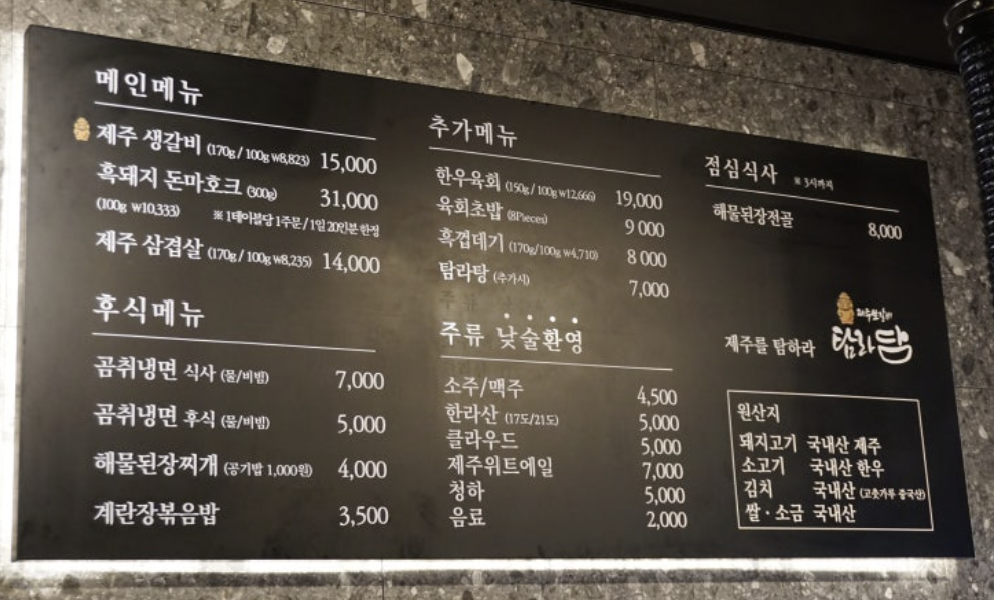 메인메뉴
제주 생갈비 (170g / 100g ₩8,823) 15,000
흑돼지 돈마호크 (300g) 31,000
(100g ₩10,333) ※ 1테이블당 1주문 / 1일 20인분 한정
제주 삼겹살 (170g / 100g ₩8,235) 14,000
후식메뉴
곰취냉면 식사 (물/비빔) 7,000
곰취냉면 후식 (물/비빔) 5,000
해물된장찌개 (공기밥 1,000원) 4,000
계란장볶음밥 3,500
추가메뉴
한우육회 (150g / 100g ₩12,666) 19,000
육회초밥 (8Pieces) 9 000
흑껍데기 (170g/100g ₩4,710) 8 000
탐라탕 (추가시) 7,000
주류 낮술환영
소주/맥주 4,500
한라산 (17도/21도) 5,000
클라우드 5,000
제주위트에일 7,000
청하 5,000
음료 2,000
점심식사 ※ 3시까지
해물된장전골 8,000
제주를 탐하라
탐라담
원산지
돼지고기 국내산 제주
소고기 국내산 한우
김치 국내산 (고춧가루 중국산)
쌀 · 소금 국내산